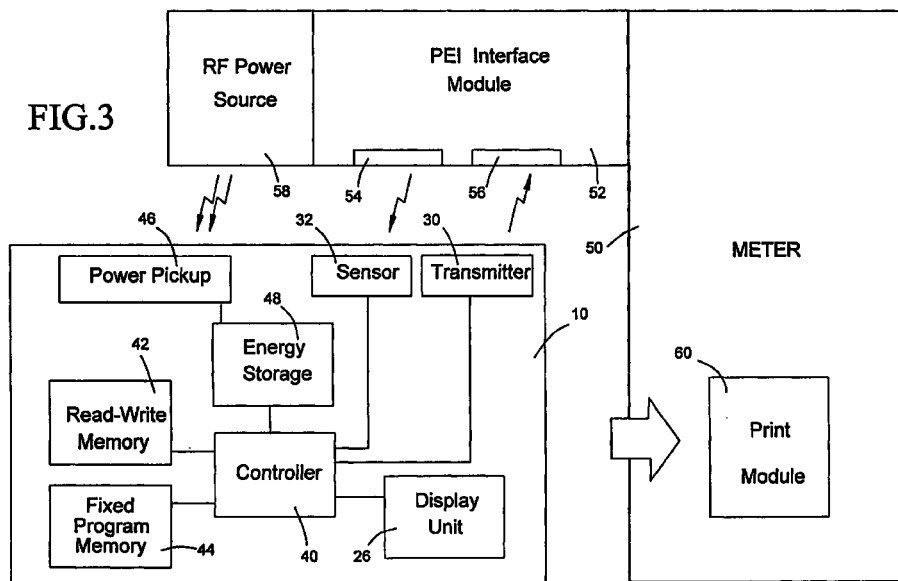 FIG.3
RF Power
Source
58
PEI Interface
Module
54
56
52
50
METER
60
Print
Module
46
Power Pickup
32
Sensor
30
Transmitter
10
48
Energy
Storage
42
Read-Write
Memory
Controller
40
Fixed
Program
Memory
44
Display
Unit
26